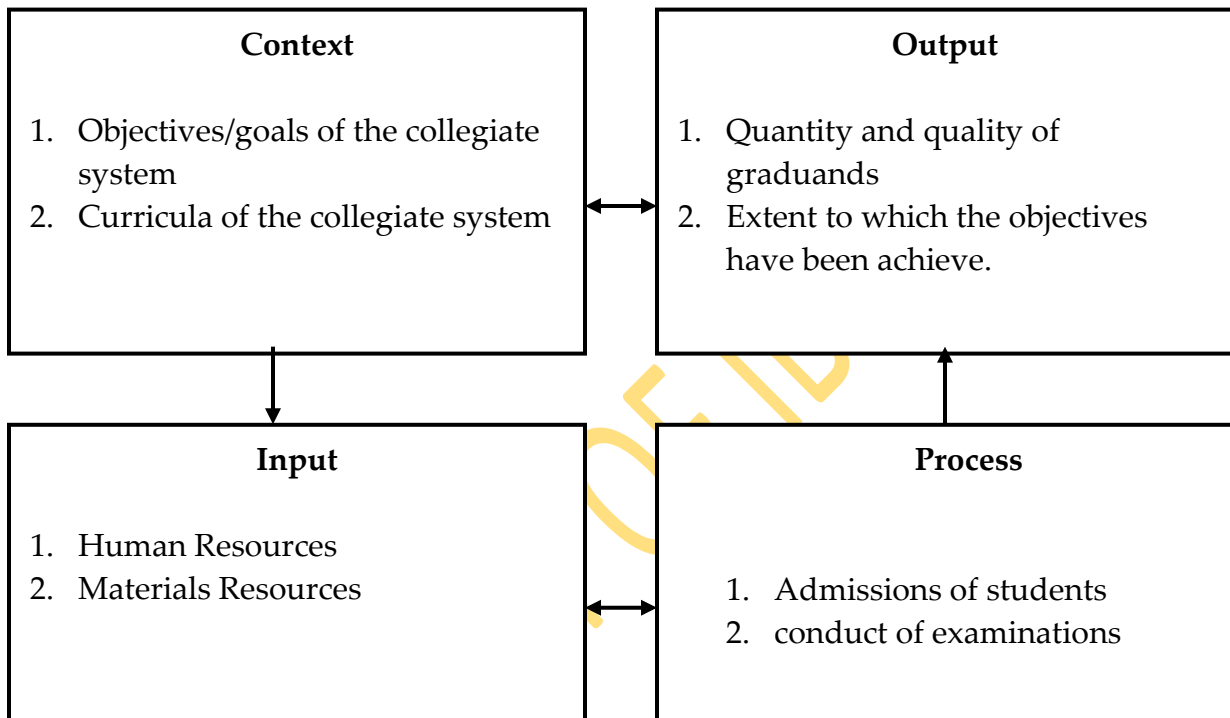 Context
1. Objectives/goals of the collegiate
system
2. Curricula of the collegiate system
Output
1. Quantity and quality of
graduands
2. Extent to which the objectives
have been achieve.
Input
1. Human Resources
2. Materials Resources
Process
1. Admissions of students
2. conduct of examinations
OF